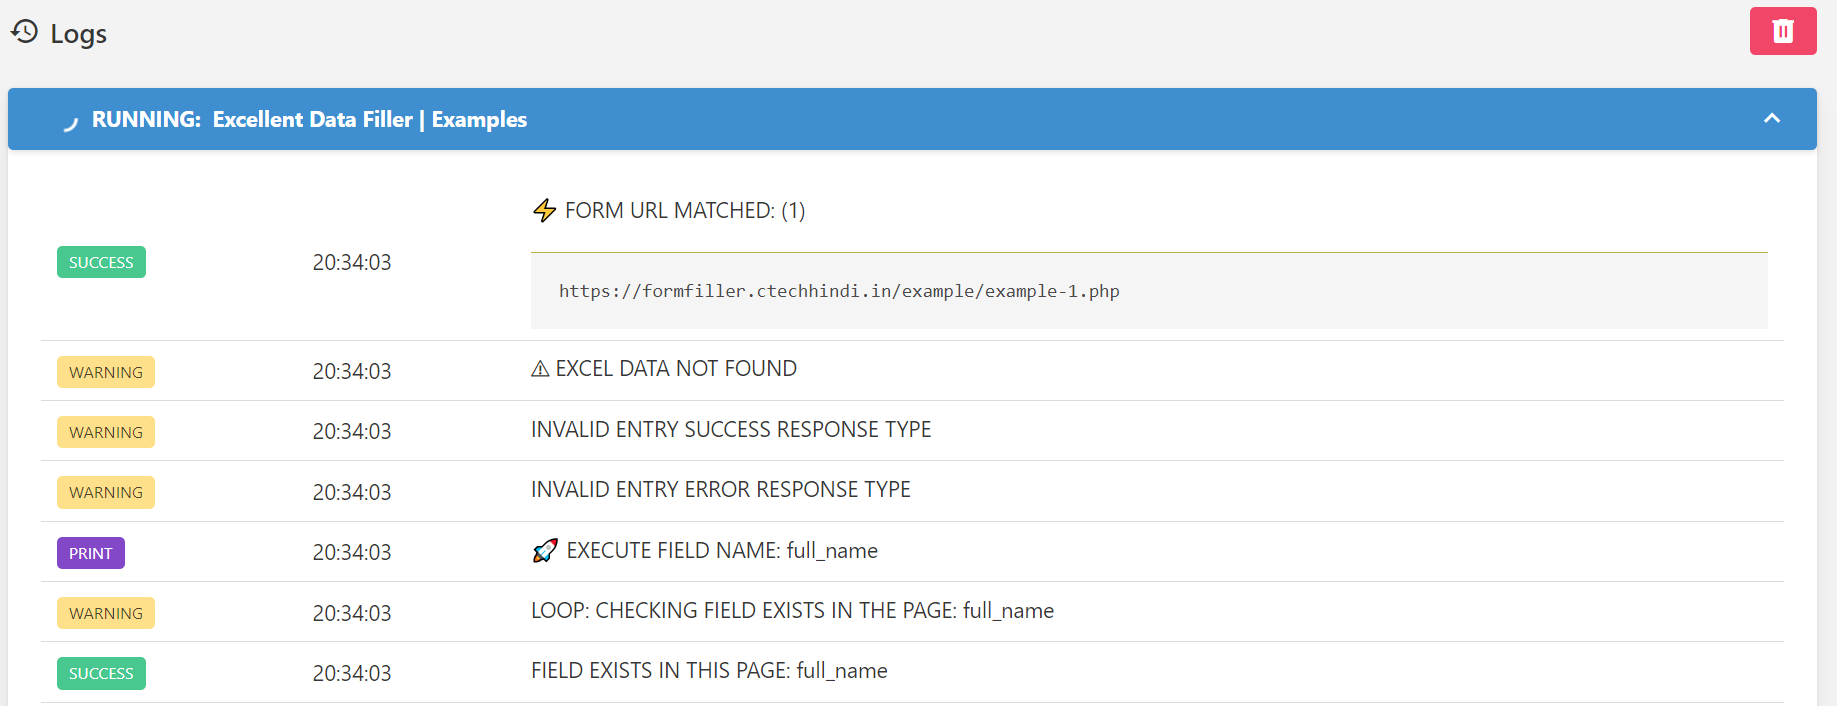 Logs
RUNNING: Excellent Data Filler | Examples
⚡ FORM URL MATCHED: (1)
SUCCESS 20:34:03
https://formfiller.ctechhindi.in/example/example-1.php
WARNING 20:34:03 ⚠ EXCEL DATA NOT FOUND
WARNING 20:34:03 INVALID ENTRY SUCCESS RESPONSE TYPE
WARNING 20:34:03 INVALID ENTRY ERROR RESPONSE TYPE
PRINT 20:34:03 🚀 EXECUTE FIELD NAME: full_name
WARNING 20:34:03 LOOP: CHECKING FIELD EXISTS IN THE PAGE: full_name
SUCCESS 20:34:03 FIELD EXISTS IN THIS PAGE: full_name